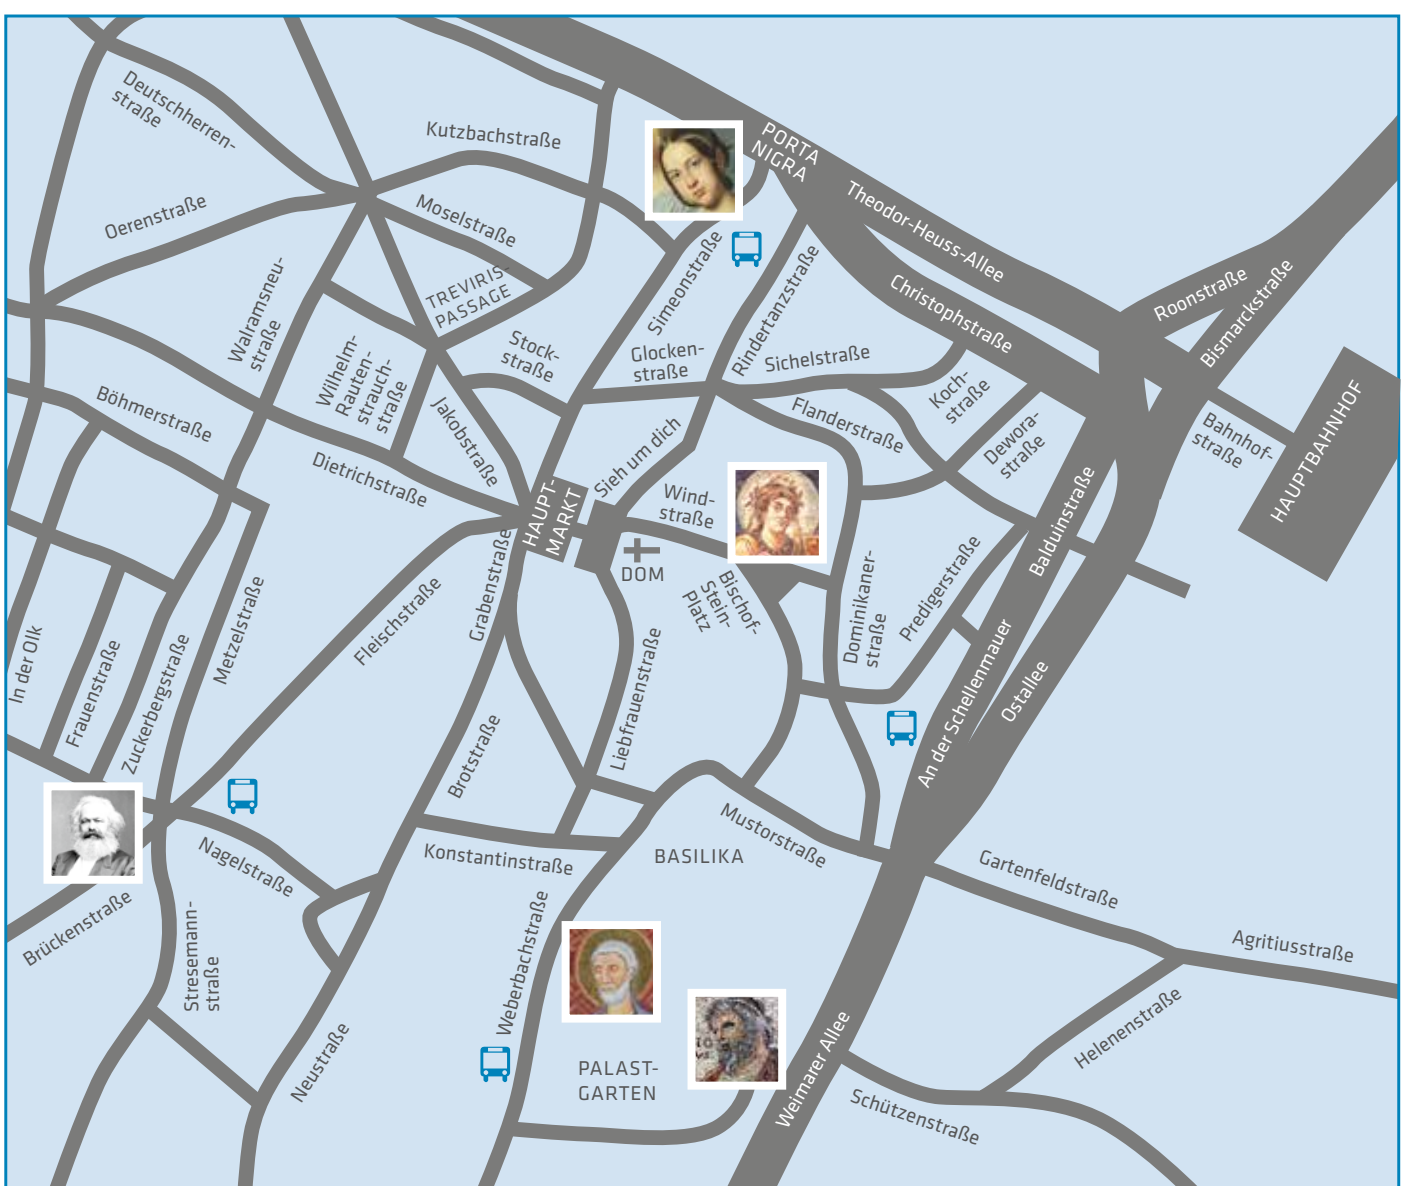 Deutschherren-
straße
Kutzbachstraße
PORTA
NIGRA
Theodor-Heuss-Allee
Oerenstraße
Moselstraße
Simeonstraße
Rindertanzstraße
Christophstraße
Roonstraße
Bismarckstraße
Walramsneu-
straße
TREVIRIS-
PASSAGE
Stock-
straße
Glocken-
straße
Sichelstraße
Wilhelm-
Rauten-
strauch-
straße
Koch-
straße
Dewora-
straße
Flanderstraße
Bahnhof-
straße
HAUPTBAHNHOF
Böhmerstraße
Jakobstraße
Dietrichstraße
Sieh um dich
Wind-
straße
HAUPT-
MARKT
DOM
Balduinstraße
Grabenstraße
Fleischstraße
Bischof-
Stein-
Platz
Dominikaner-
straße
Predigerstraße
In der Olk
Frauenstraße
Zuckerbergstraße
Metzelstraße
Liebfrauenstraße
An der Schellenmauer
Ostallee
Brotstraße
Nagelstraße
Konstantinstraße
BASILIKA
Mustorstraße
Gartenfeldstraße
Agritiusstraße
Brückenstraße
Stresemann-
straße
Weberbachstraße
Neustraße
IO
PALAST-
GARTEN
Weimarer Allee
Helenenstraße
Schützenstraße